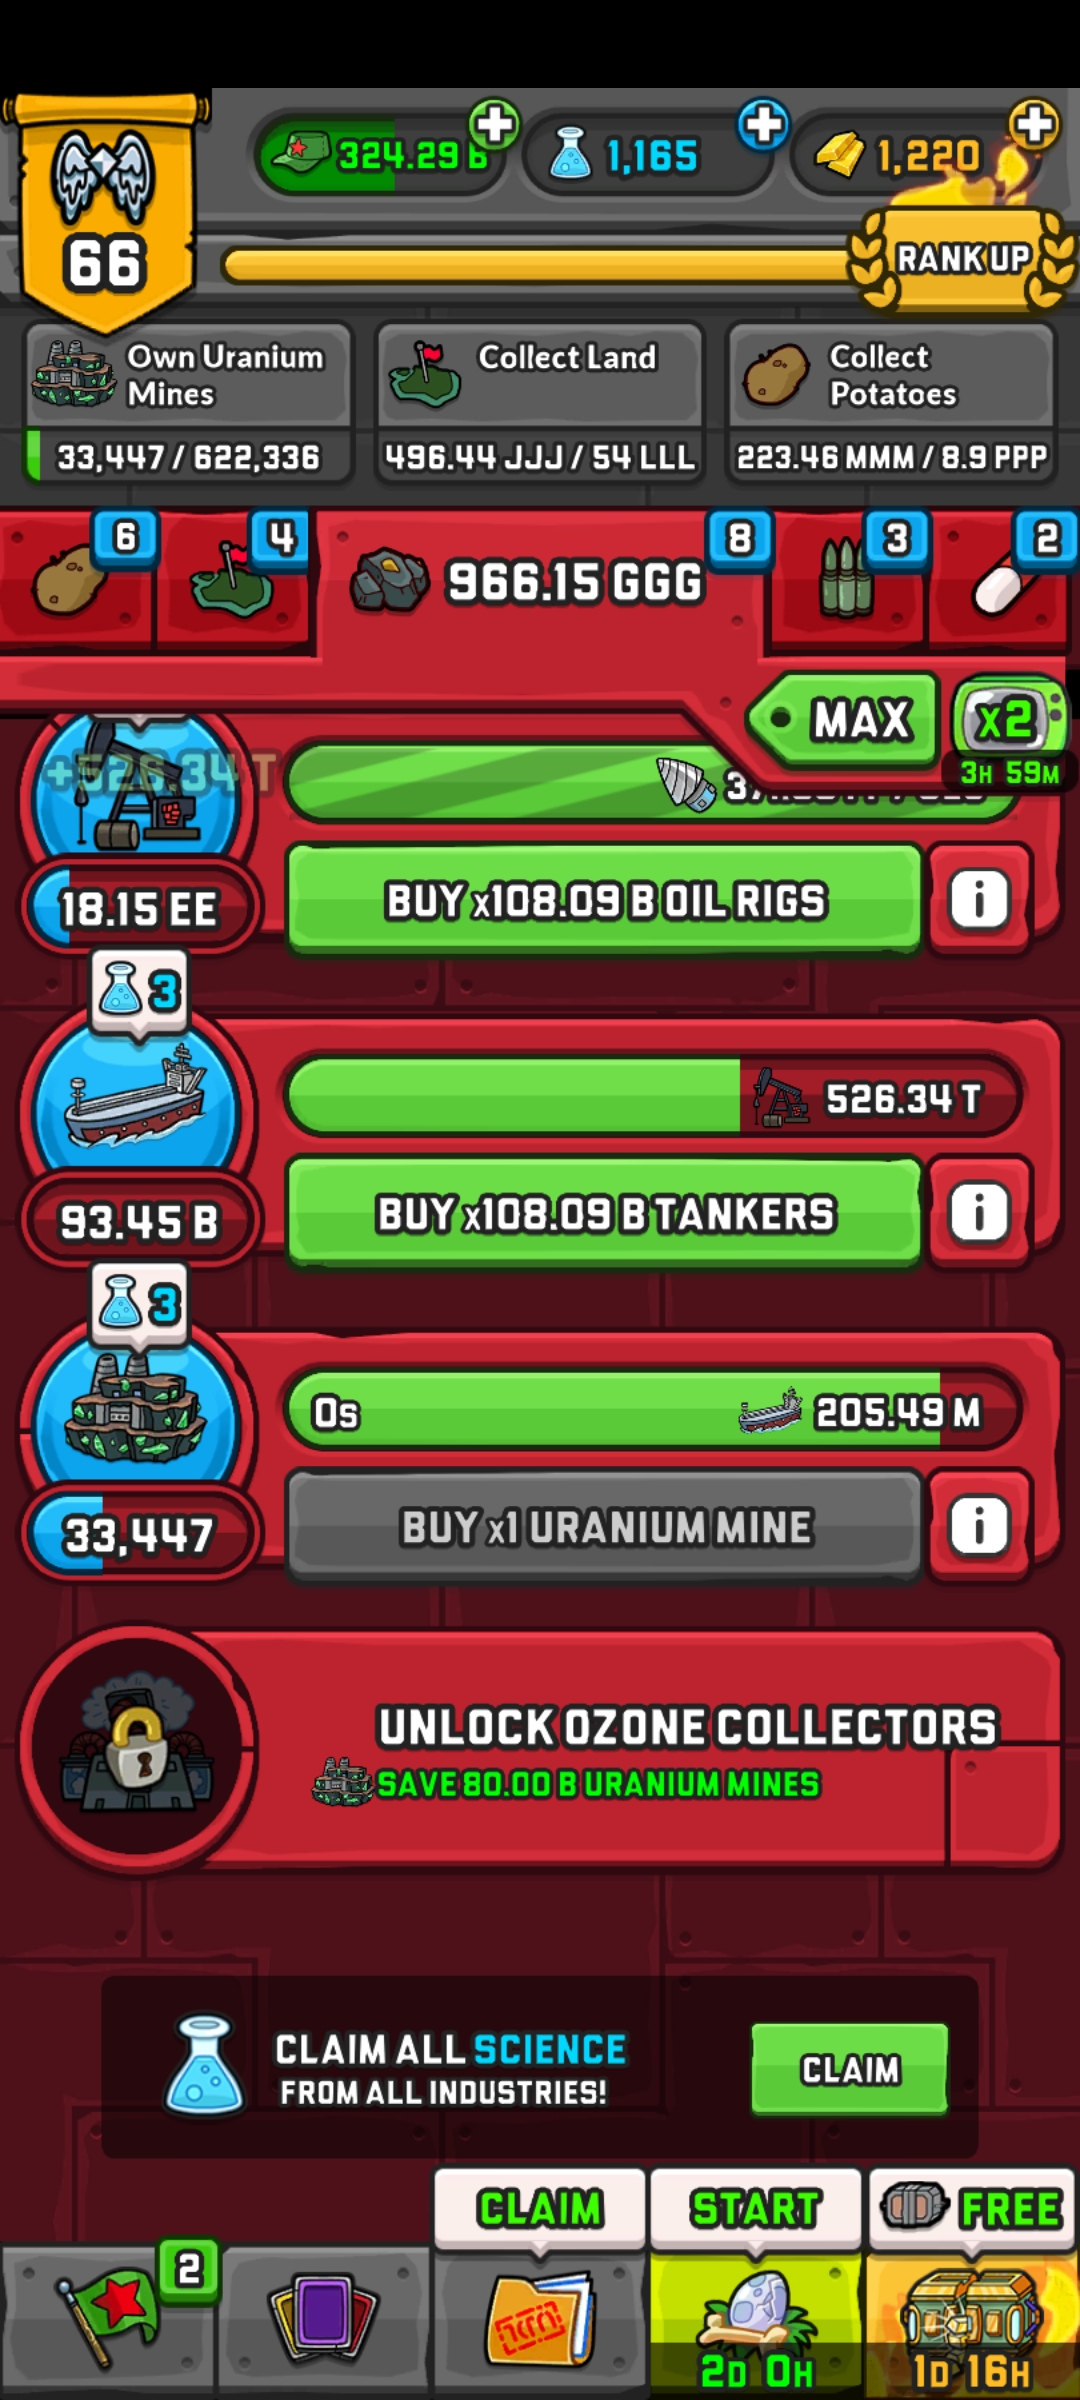 324.29 B
1,165
1,220
66
RANK UP
Own Uranium
Mines
33,447 / 622,336
Collect Land
496.44 JJJ / 54 LLL
Collect
Potatoes
223.46 MMM / 8.9 PPP
6
4
966.15 GGG
8
3
2
MAX
x2
3H 59M
+526.34 T
18.15 EE
BUY x108.09 B OIL RIGS
i
3
526.34 T
93.45 B
BUY x108.09 B TANKERS
i
3
0s
205.49 M
33,447
BUY x1 URANIUM MINE
i
UNLOCK OZONE COLLECTORS
SAVE 80.00 B URANIUM MINES
CLAIM ALL SCIENCE
FROM ALL INDUSTRIES!
CLAIM
CLAIM
START
FREE
2
2D 0H
1D 16H